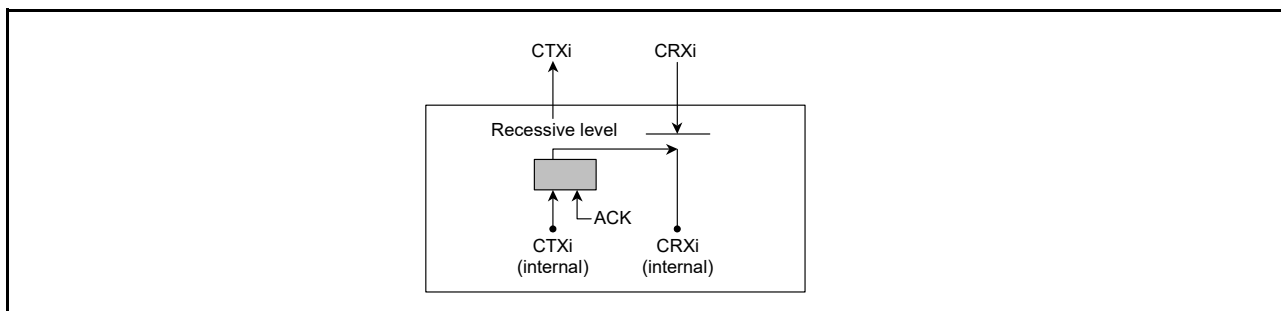 CTXi
CRXi
Recessive level
ACK
CTXi
(internal)
CRXi
(internal)